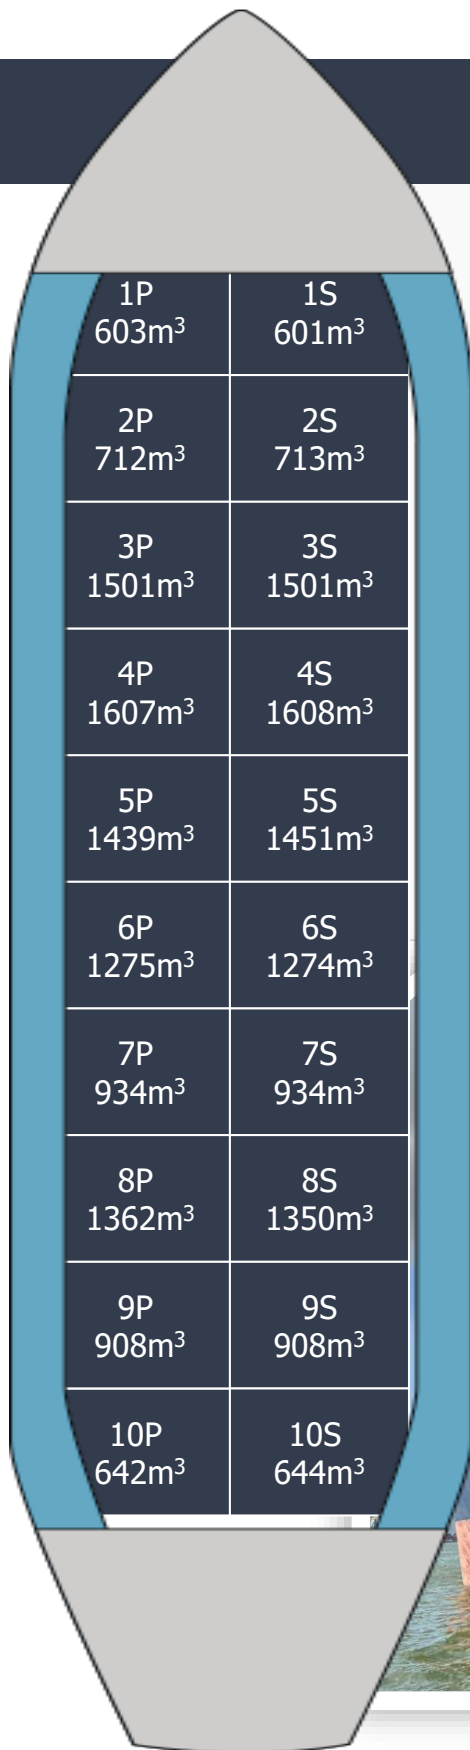 1P 1S
603m³ 601m³
2P 2S
712m³ 713m³
3P 3S
1501m³ 1501m³
4P 4S
1607m³ 1608m³
5P 5S
1439m³ 1451m³
6P 6S
1275m³ 1274m³
7P 7S
934m³ 934m³
8P 8S
1362m³ 1350m³
9P 9S
908m³ 908m³
10P 10S
642m³ 644m³